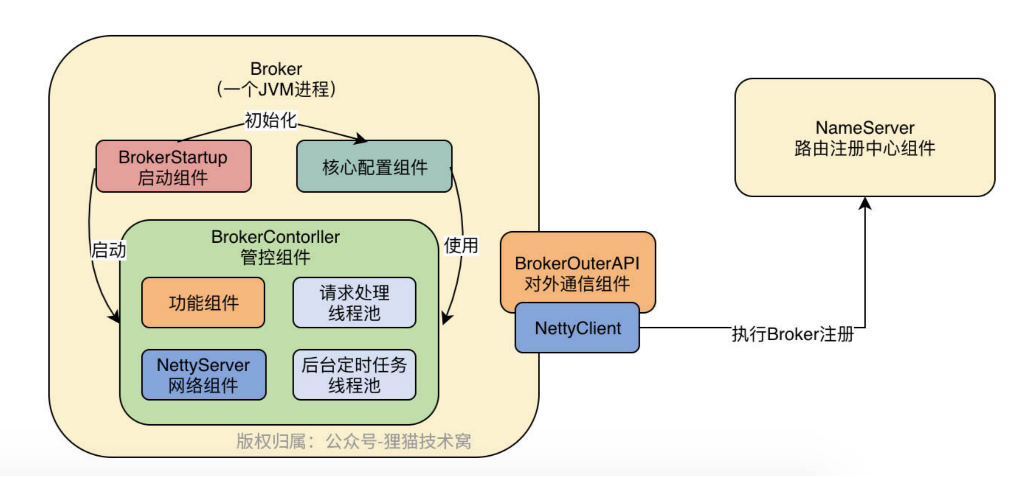 Broker
（一个JVM进程）
初始化
BrokerStartup
启动组件
核心配置组件
启动
使用
BrokerContorller
管控组件
功能组件
请求处理
线程池
NettyServer
网络组件
后台定时任务
线程池
版权归属：公众号-狸猫技术窝
BrokerOuterAPI
对外通信组件
NettyClient
执行Broker注册
NameServer
路由注册中心组件